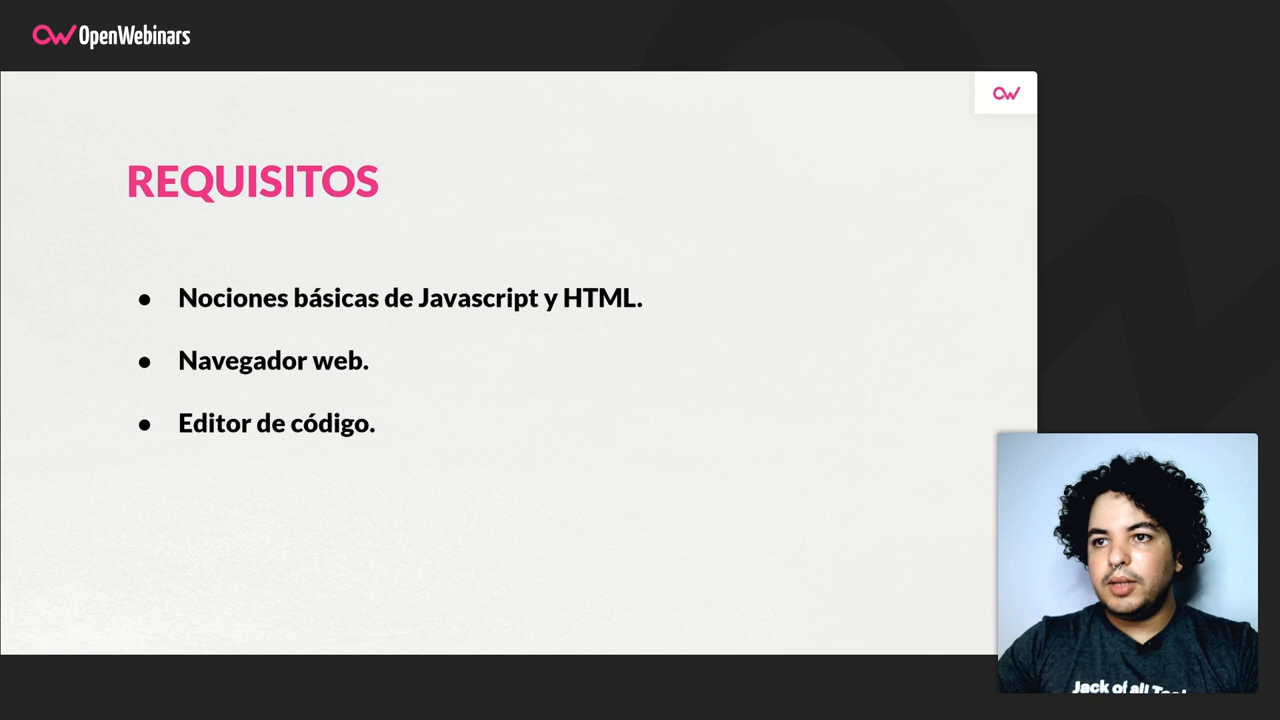 OpenWebinars
REQUISITOS
● Nociones básicas de Javascript y HTML.
● Navegador web.
● Editor de código.
Jack of all